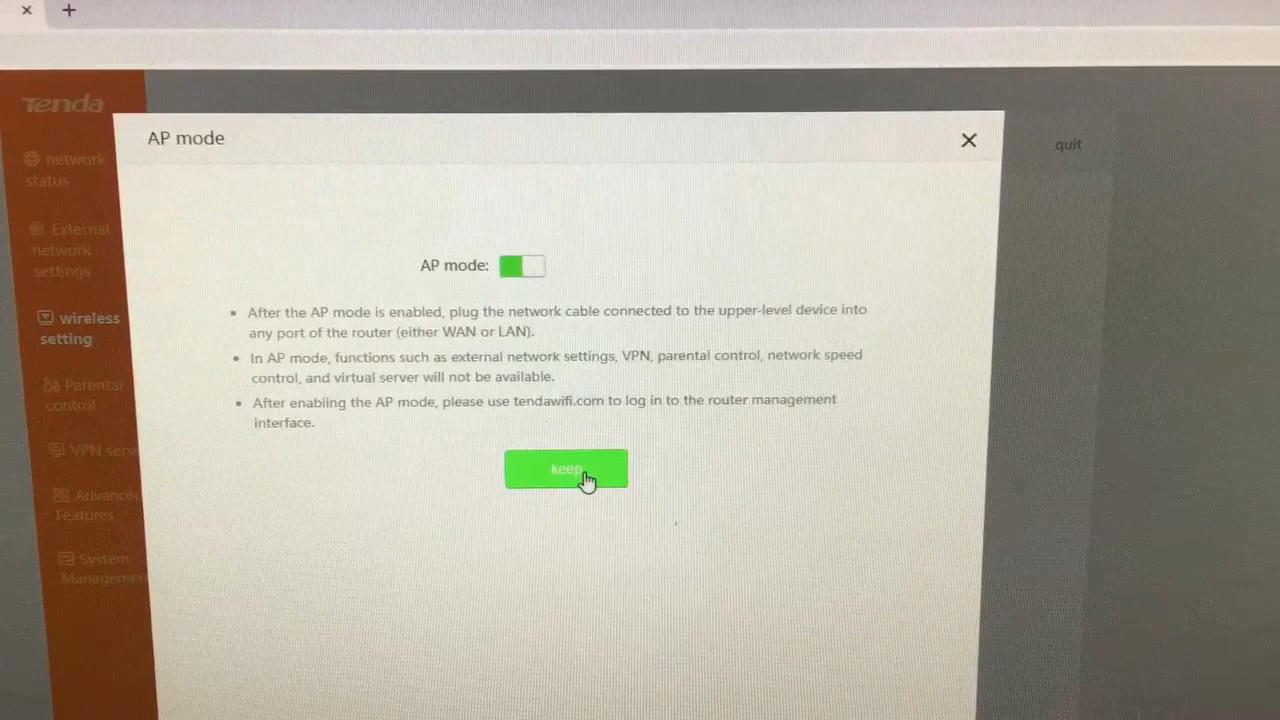 Tenda
AP mode
quit
network
status
External
network
settings
wireless
setting
Parental
control
VPN serv
Advance
Features
System
Managemen
AP mode:
After the AP mode is enabled, plug the network cable connected to the upper-level device into
any port of the router (either WAN or LAN).
In AP mode, functions such as external network settings, VPN, parental control, network speed
control, and virtual server will not be available.
After enabling the AP mode, please use tendawifi.com to log in to the router management
interface.
keep